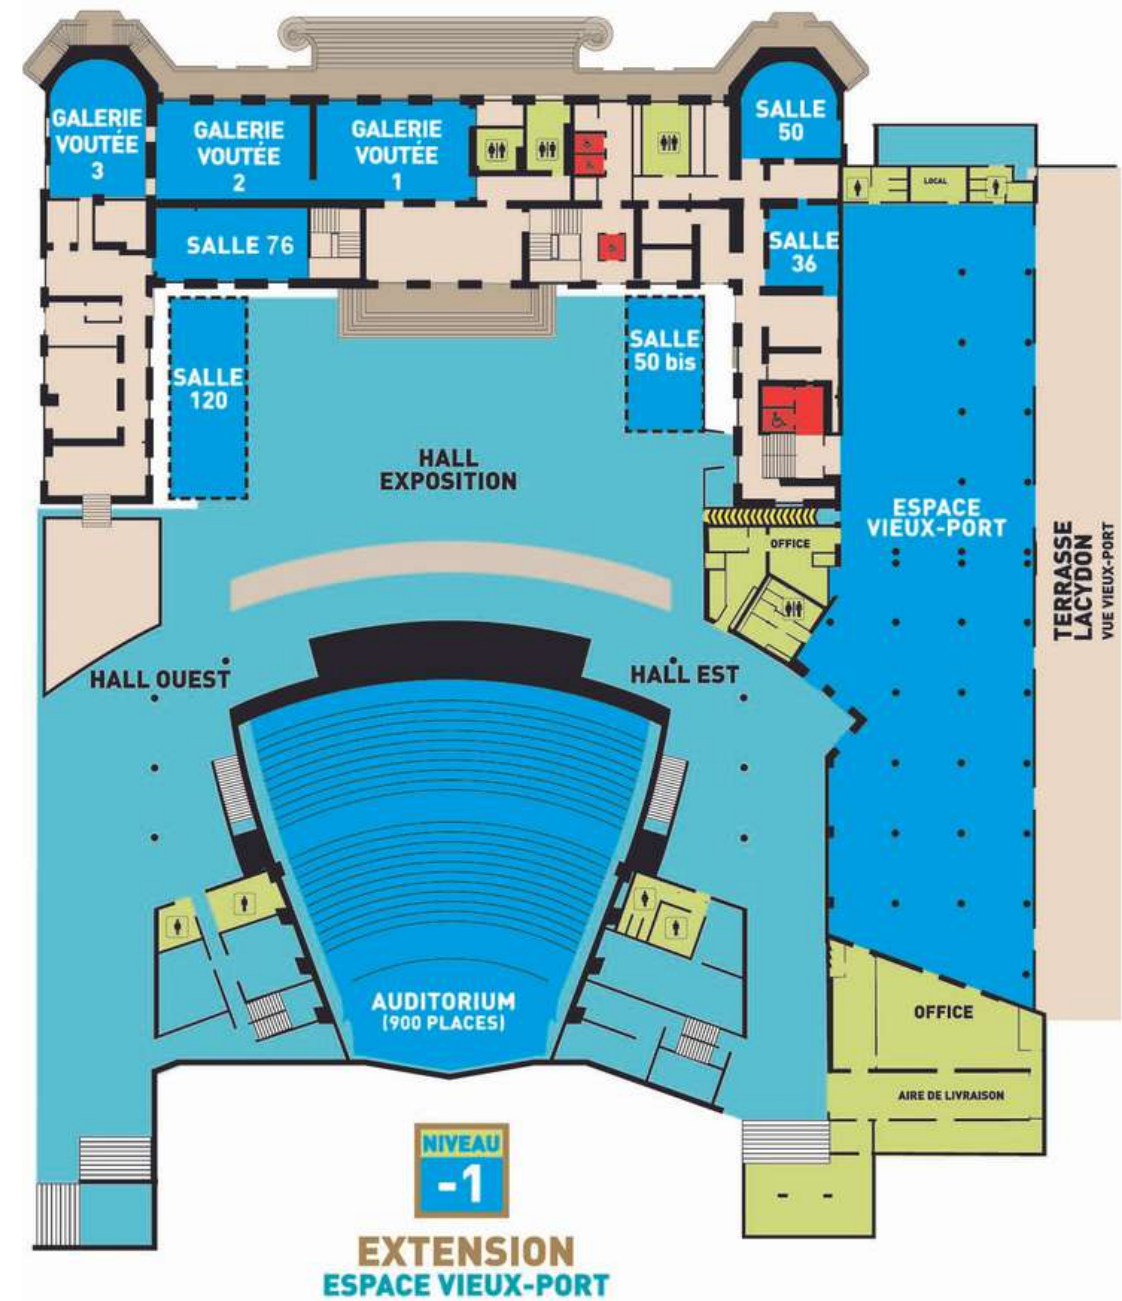 GALERIE
VOUTÉE
3
GALERIE
VOUTÉE
2
GALERIE
VOUTÉE
1
SALLE
50
LOCAL
SALLE 76
SALLE
36
SALLE
120
SALLE
50 bis
HALL
EXPOSITION
ESPACE
VIEUX-PORT
OFFICE
TERRASSE
LACYDON
VUE VIEUX-PORT
HALL OUEST
HALL EST
AUDITORIUM
(900 PLACES)
OFFICE
AIRE DE LIVRAISON
NIVEAU
-1
EXTENSION
ESPACE VIEUX-PORT